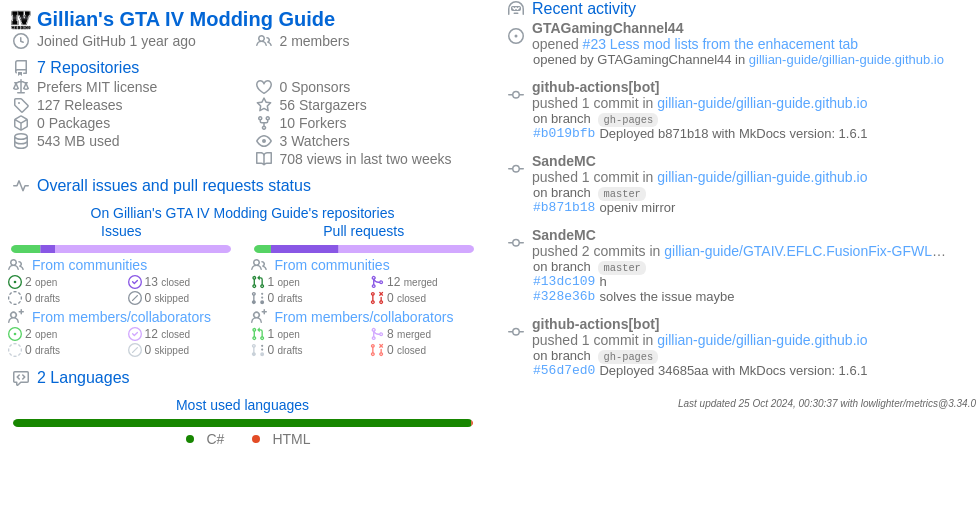 Gillian's GTA IV Modding Guide
Joined GitHub 1 year ago
2 members
7 Repositories
Prefers MIT license
127 Releases
0 Packages
543 MB used
0 Sponsors
56 Stargazers
10 Forkers
3 Watchers
708 views in last two weeks
Overall issues and pull requests status
On Gillian's GTA IV Modding Guide's repositories
Issues
From communities
2 open
13 closed
0 drafts
0 skipped
From members/collaborators
2 open
12 closed
0 drafts
0 skipped
Pull requests
From communities
1 open
12 merged
0 drafts
0 closed
From members/collaborators
1 open
8 merged
0 drafts
0 closed
2 Languages
Most used languages
C#
HTML
Recent activity
GTAGamingChannel44
opened #23 Less mod lists from the enhacement tab
opened by GTAGamingChannel44 in gillian-guide/gillian-guide.github.io
github-actions[bot]
pushed 1 commit in gillian-guide/gillian-guide.github.io
on branch gh-pages
#b019bfb Deployed b871b18 with MkDocs version: 1.6.1
SandeMC
pushed 1 commit in gillian-guide/gillian-guide.github.io
on branch master
#b871b18 openiv mirror
SandeMC
pushed 2 commits in gillian-guide/GTAIV.EFLC.FusionFix-GFWL…
on branch master
#13dc109 h
#328e36b solves the issue maybe
github-actions[bot]
pushed 1 commit in gillian-guide/gillian-guide.github.io
on branch gh-pages
#56d7ed0 Deployed 34685aa with MkDocs version: 1.6.1
Last updated 25 Oct 2024, 00:30:37 with lowlighter/metrics@3.34.0